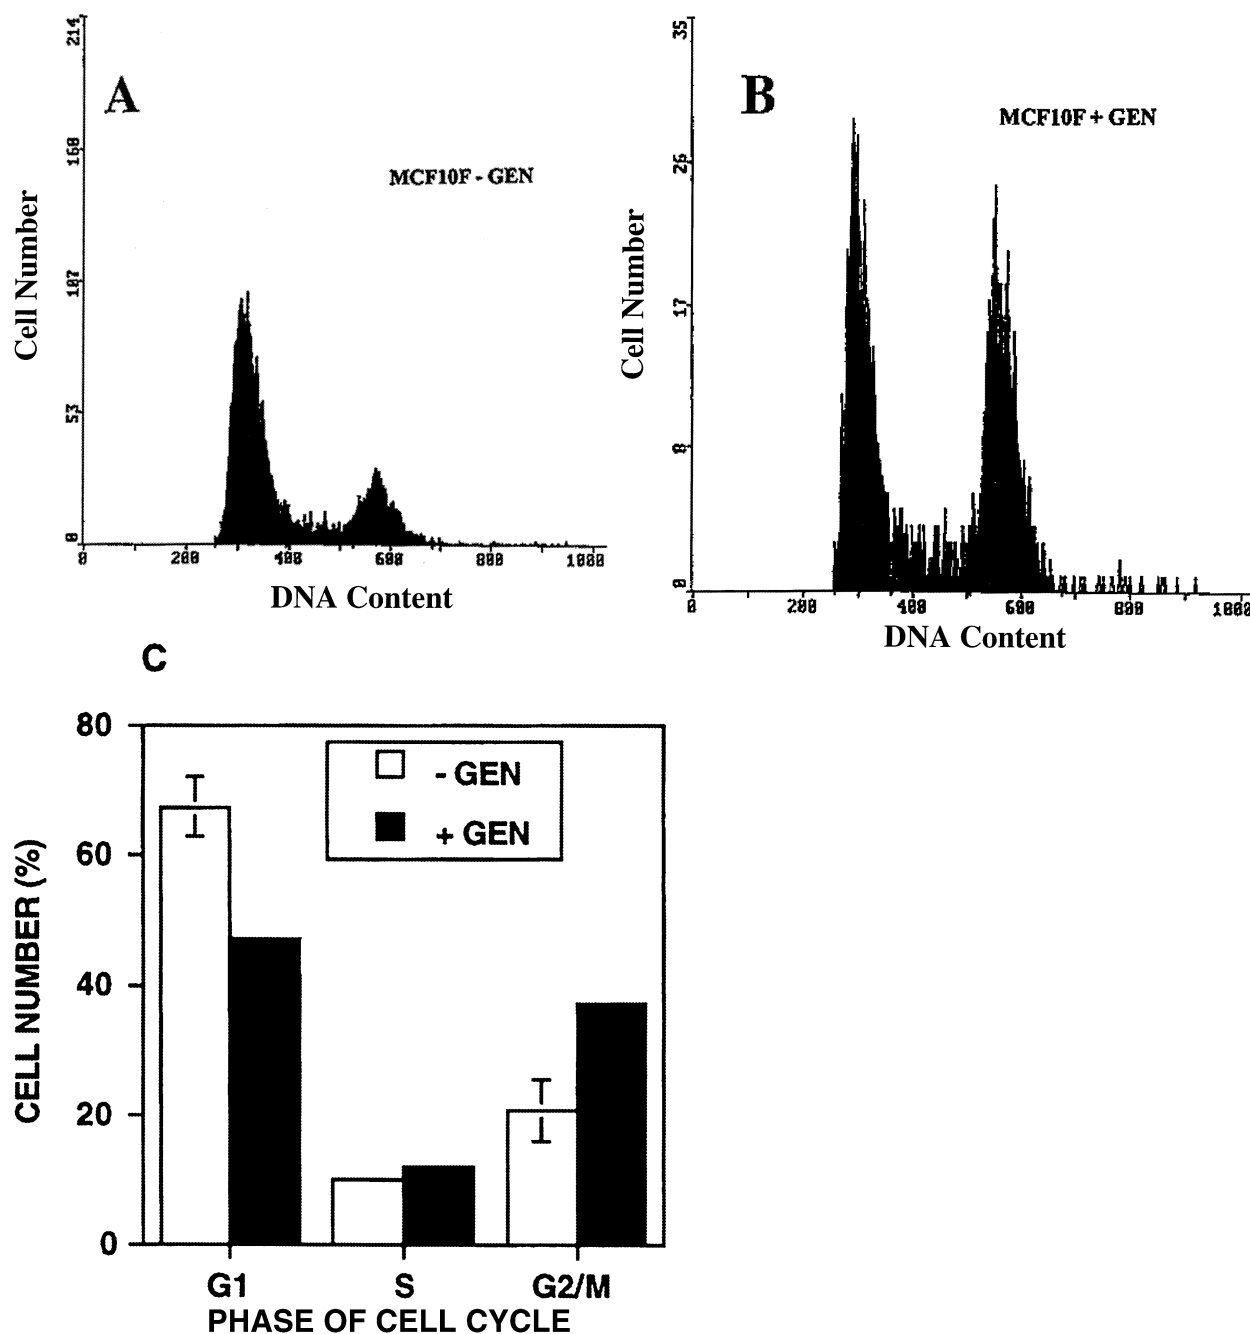 A
MCF10F - GEN
Cell Number
214
160
107
53
0
0 200 400 600 800 1000
DNA Content
B
MCF10F + GEN
Cell Number
35
26
17
8
0
0 200 400 600 800 1000
DNA Content
C
- GEN
+ GEN
CELL NUMBER (%)
80
60
40
20
0
G1 S G2/M
PHASE OF CELL CYCLE